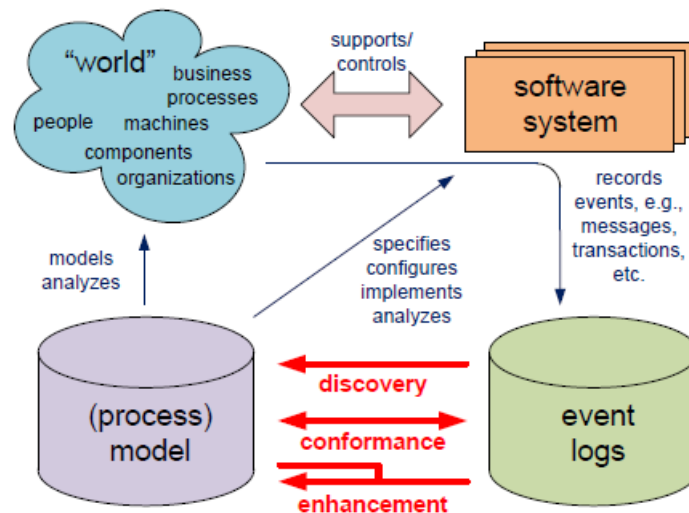 “world”
business
processes
people
machines
components
organizations
supports/
controls
software
system
records
events, e.g.,
messages,
transactions,
etc.
models
analyzes
specifies
configures
implements
analyzes
(process)
model
discovery
conformance
enhancement
event
logs